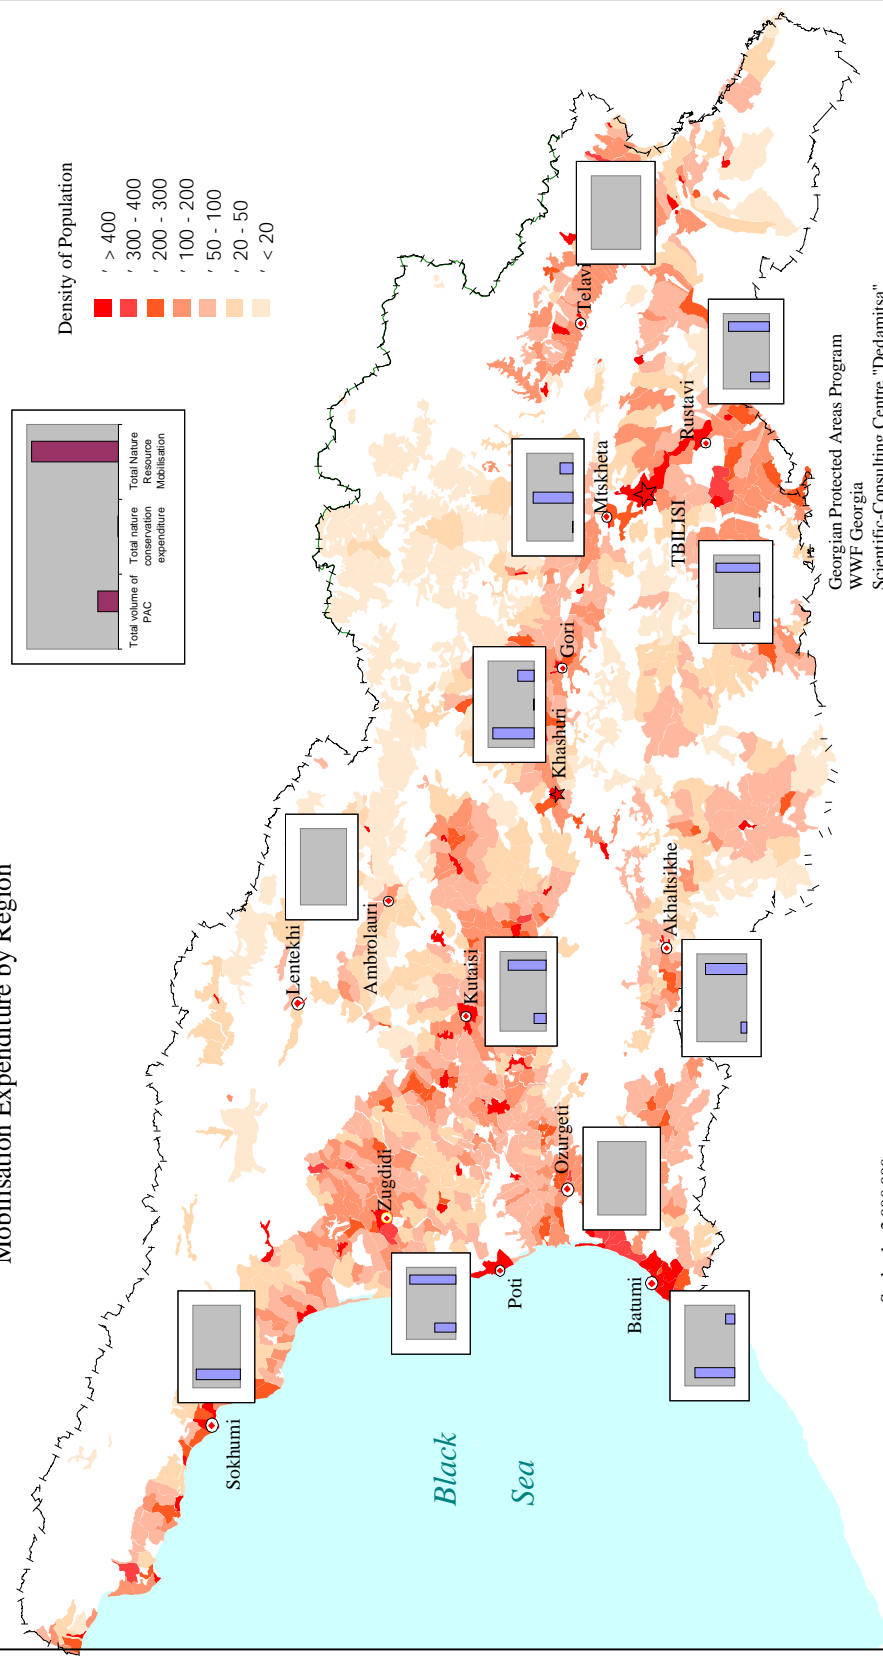 Mobilisation Expenditure by Region
Total volume of
PAC
Total nature
conservation
expenditure
Total Nature
Resource
Mobilisation
Density of Population
' > 400
' 300 - 400
' 200 - 300
' 100 - 200
' 50 - 100
' 20 - 50
' < 20
Sokhumi
Zugdidi
Lentekhi
Ambrolauri
Kutaisi
Poti
Ozurgeti
Batumi
Akhaltsikhe
Khashuri
Gori
Mtskheta
TBILISI
Rustavi
Telavi
Black
Sea
Georgian Protected Areas Program
WWF Georgia
Scientific-Consulting Centre "Dedamitsa"